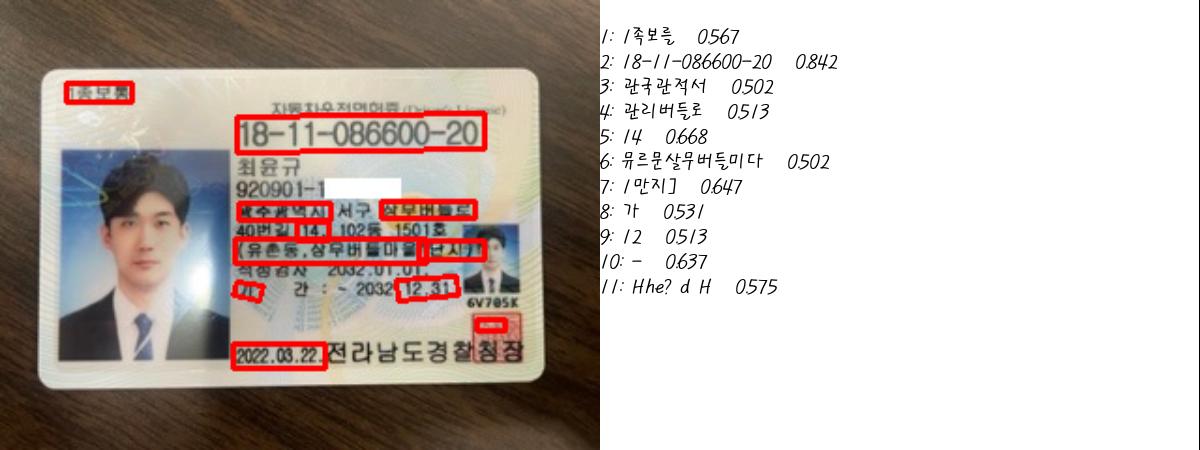 1종보통
자동차운전면허증 (Driver's License)
18-11-086600-20
최윤규
920901-1
광주광역시 서구 상무버들로
40번길 14, 102동 1501호
(유촌동,상무버들마을 단지)
적성검사 2032.01.01.
기 간 : ~ 2032.12.31.
6V705K
2022.03.22. 전라남도경찰청장
1: 1족보를 0.567
2: 18-11-086600-20 0.842
3: 관국관적서 0.502
4: 관리버들로 0.513
5: 14 0.668
6: 뮤르문살무버들미다 0.502
7: 1만지] 0.647
8: 가 0.531
9: 12 0.513
10: - 0.637
11: Hhe? d H 0.575